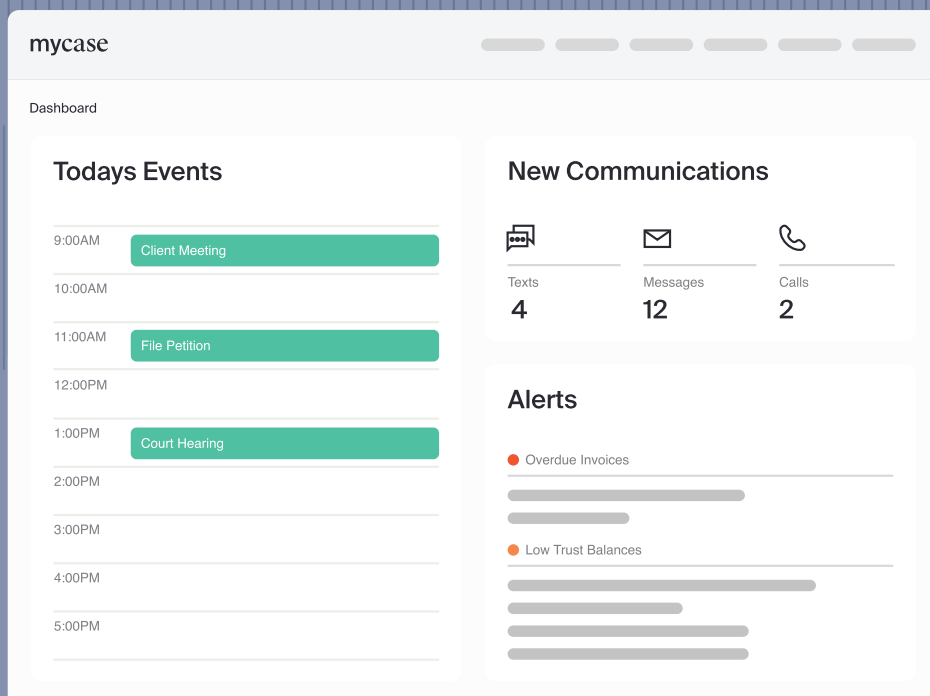 mycase
Dashboard
Todays Events
9:00AM
Client Meeting
10:00AM
11:00AM
File Petition
12:00PM
1:00PM
Court Hearing
2:00PM
3:00PM
4:00PM
5:00PM
New Communications
Texts
4
Messages
12
Calls
2
Alerts
Overdue Invoices
Low Trust Balances